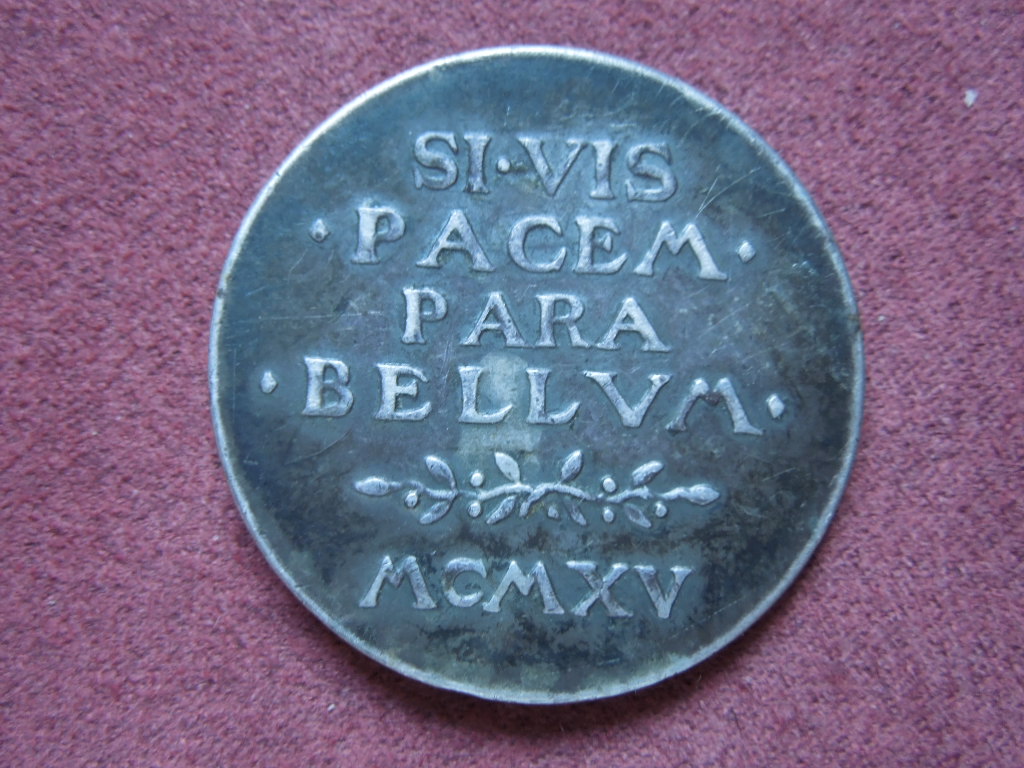 SI·VIS
·PACEM·
PARA
·BELLVM·
MCMXV